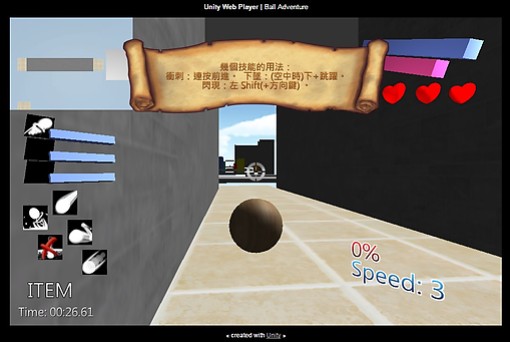 Unity Web Player | Ball Adventure
幾個技能的用法：
衝刺：連按前進。 下墜：(空中時)下+跳躍。
閃現：左 Shift(+方向鍵) 。
0%
Speed: 3
ITEM
Time: 00:26.61
« created with Unity »